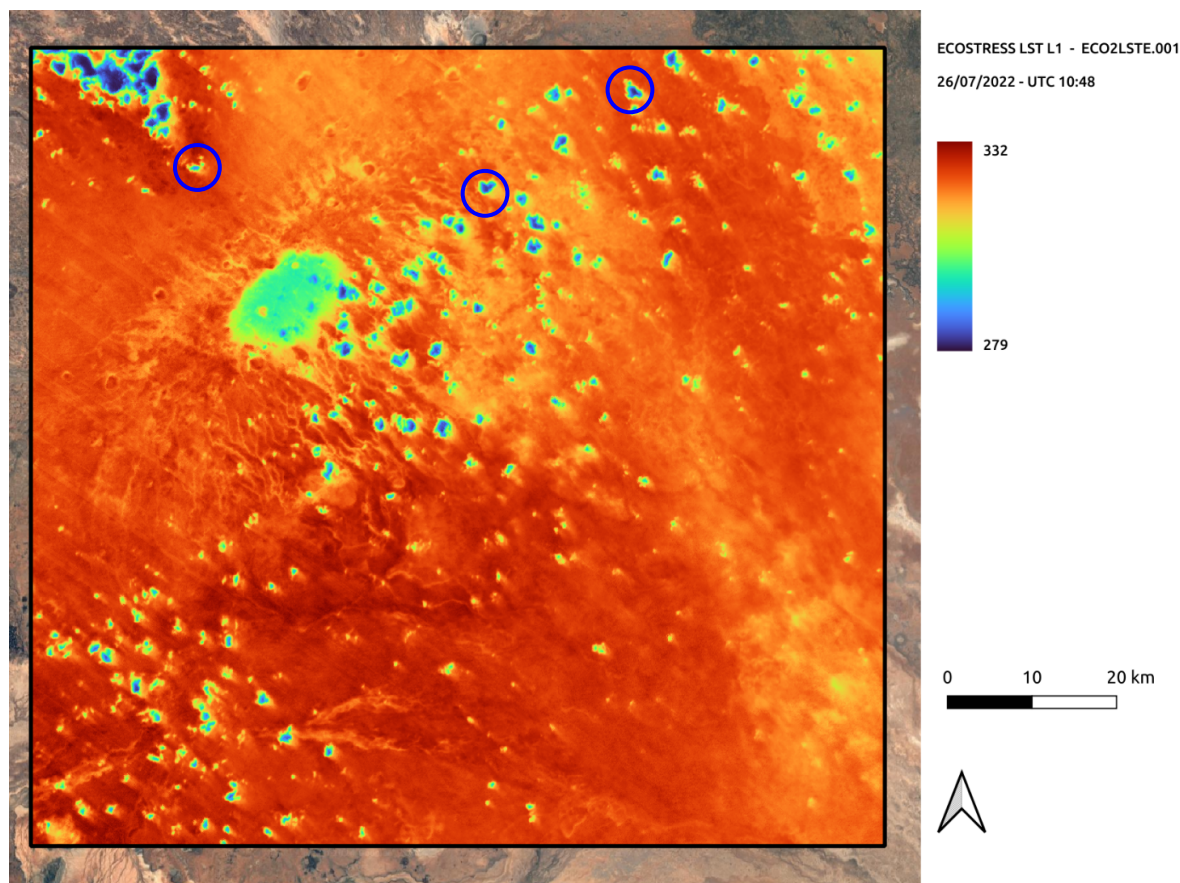 ECOSTRESS LST L1 - ECO2LSTE.001
26/07/2022 - UTC 10:48
332
279
0 10 20 km